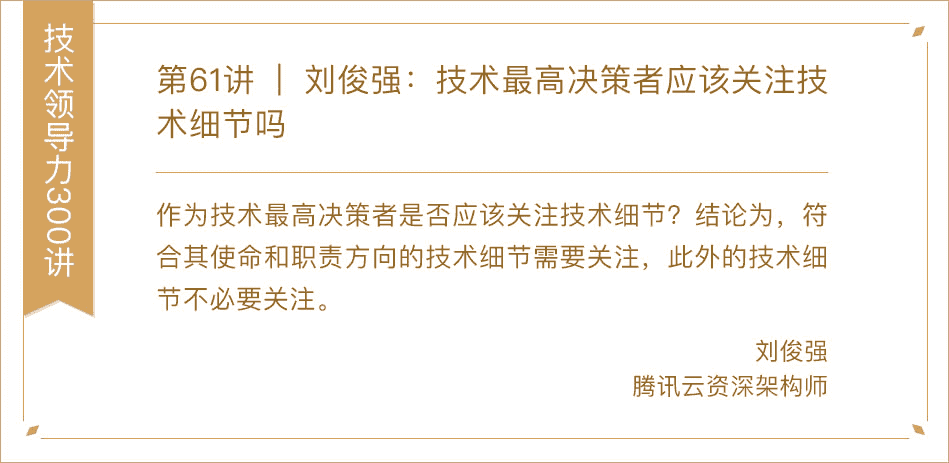 技术领导力300讲
第61讲 | 刘俊强：技术最高决策者应该关注技
术细节吗
作为技术最高决策者是否应该关注技术细节？结论为，符
合其使命和职责方向的技术细节需要关注，此外的技术细
节不必要关注。
刘俊强
腾讯云资深架构师